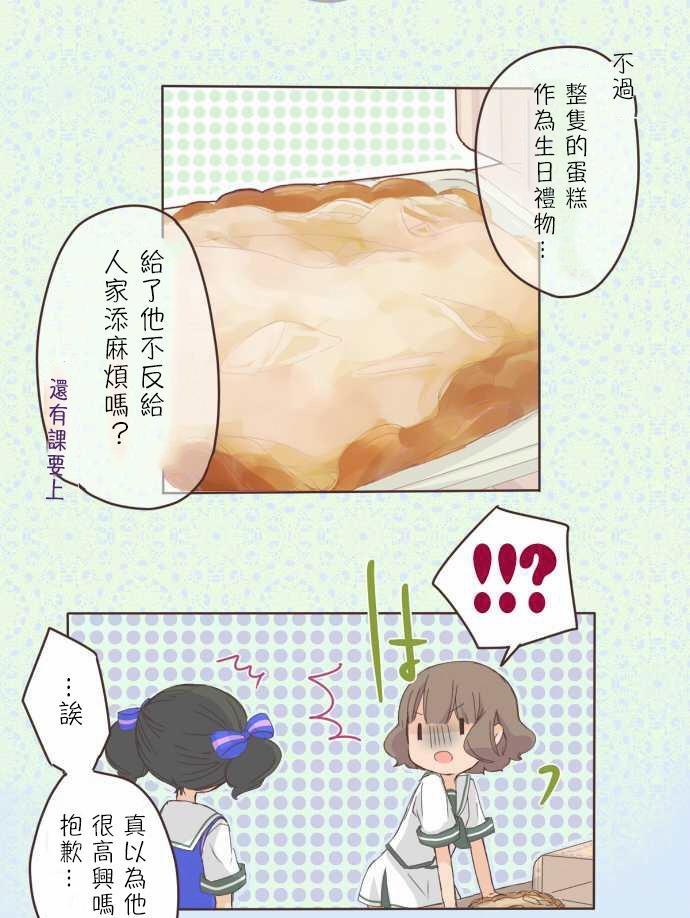 不過
整隻的蛋糕
作為生日禮物…
給了他不反給
人家添麻煩嗎？
還有課要上
!!?
は!
…誒
真以為他
很高興嗎
抱歉…
?